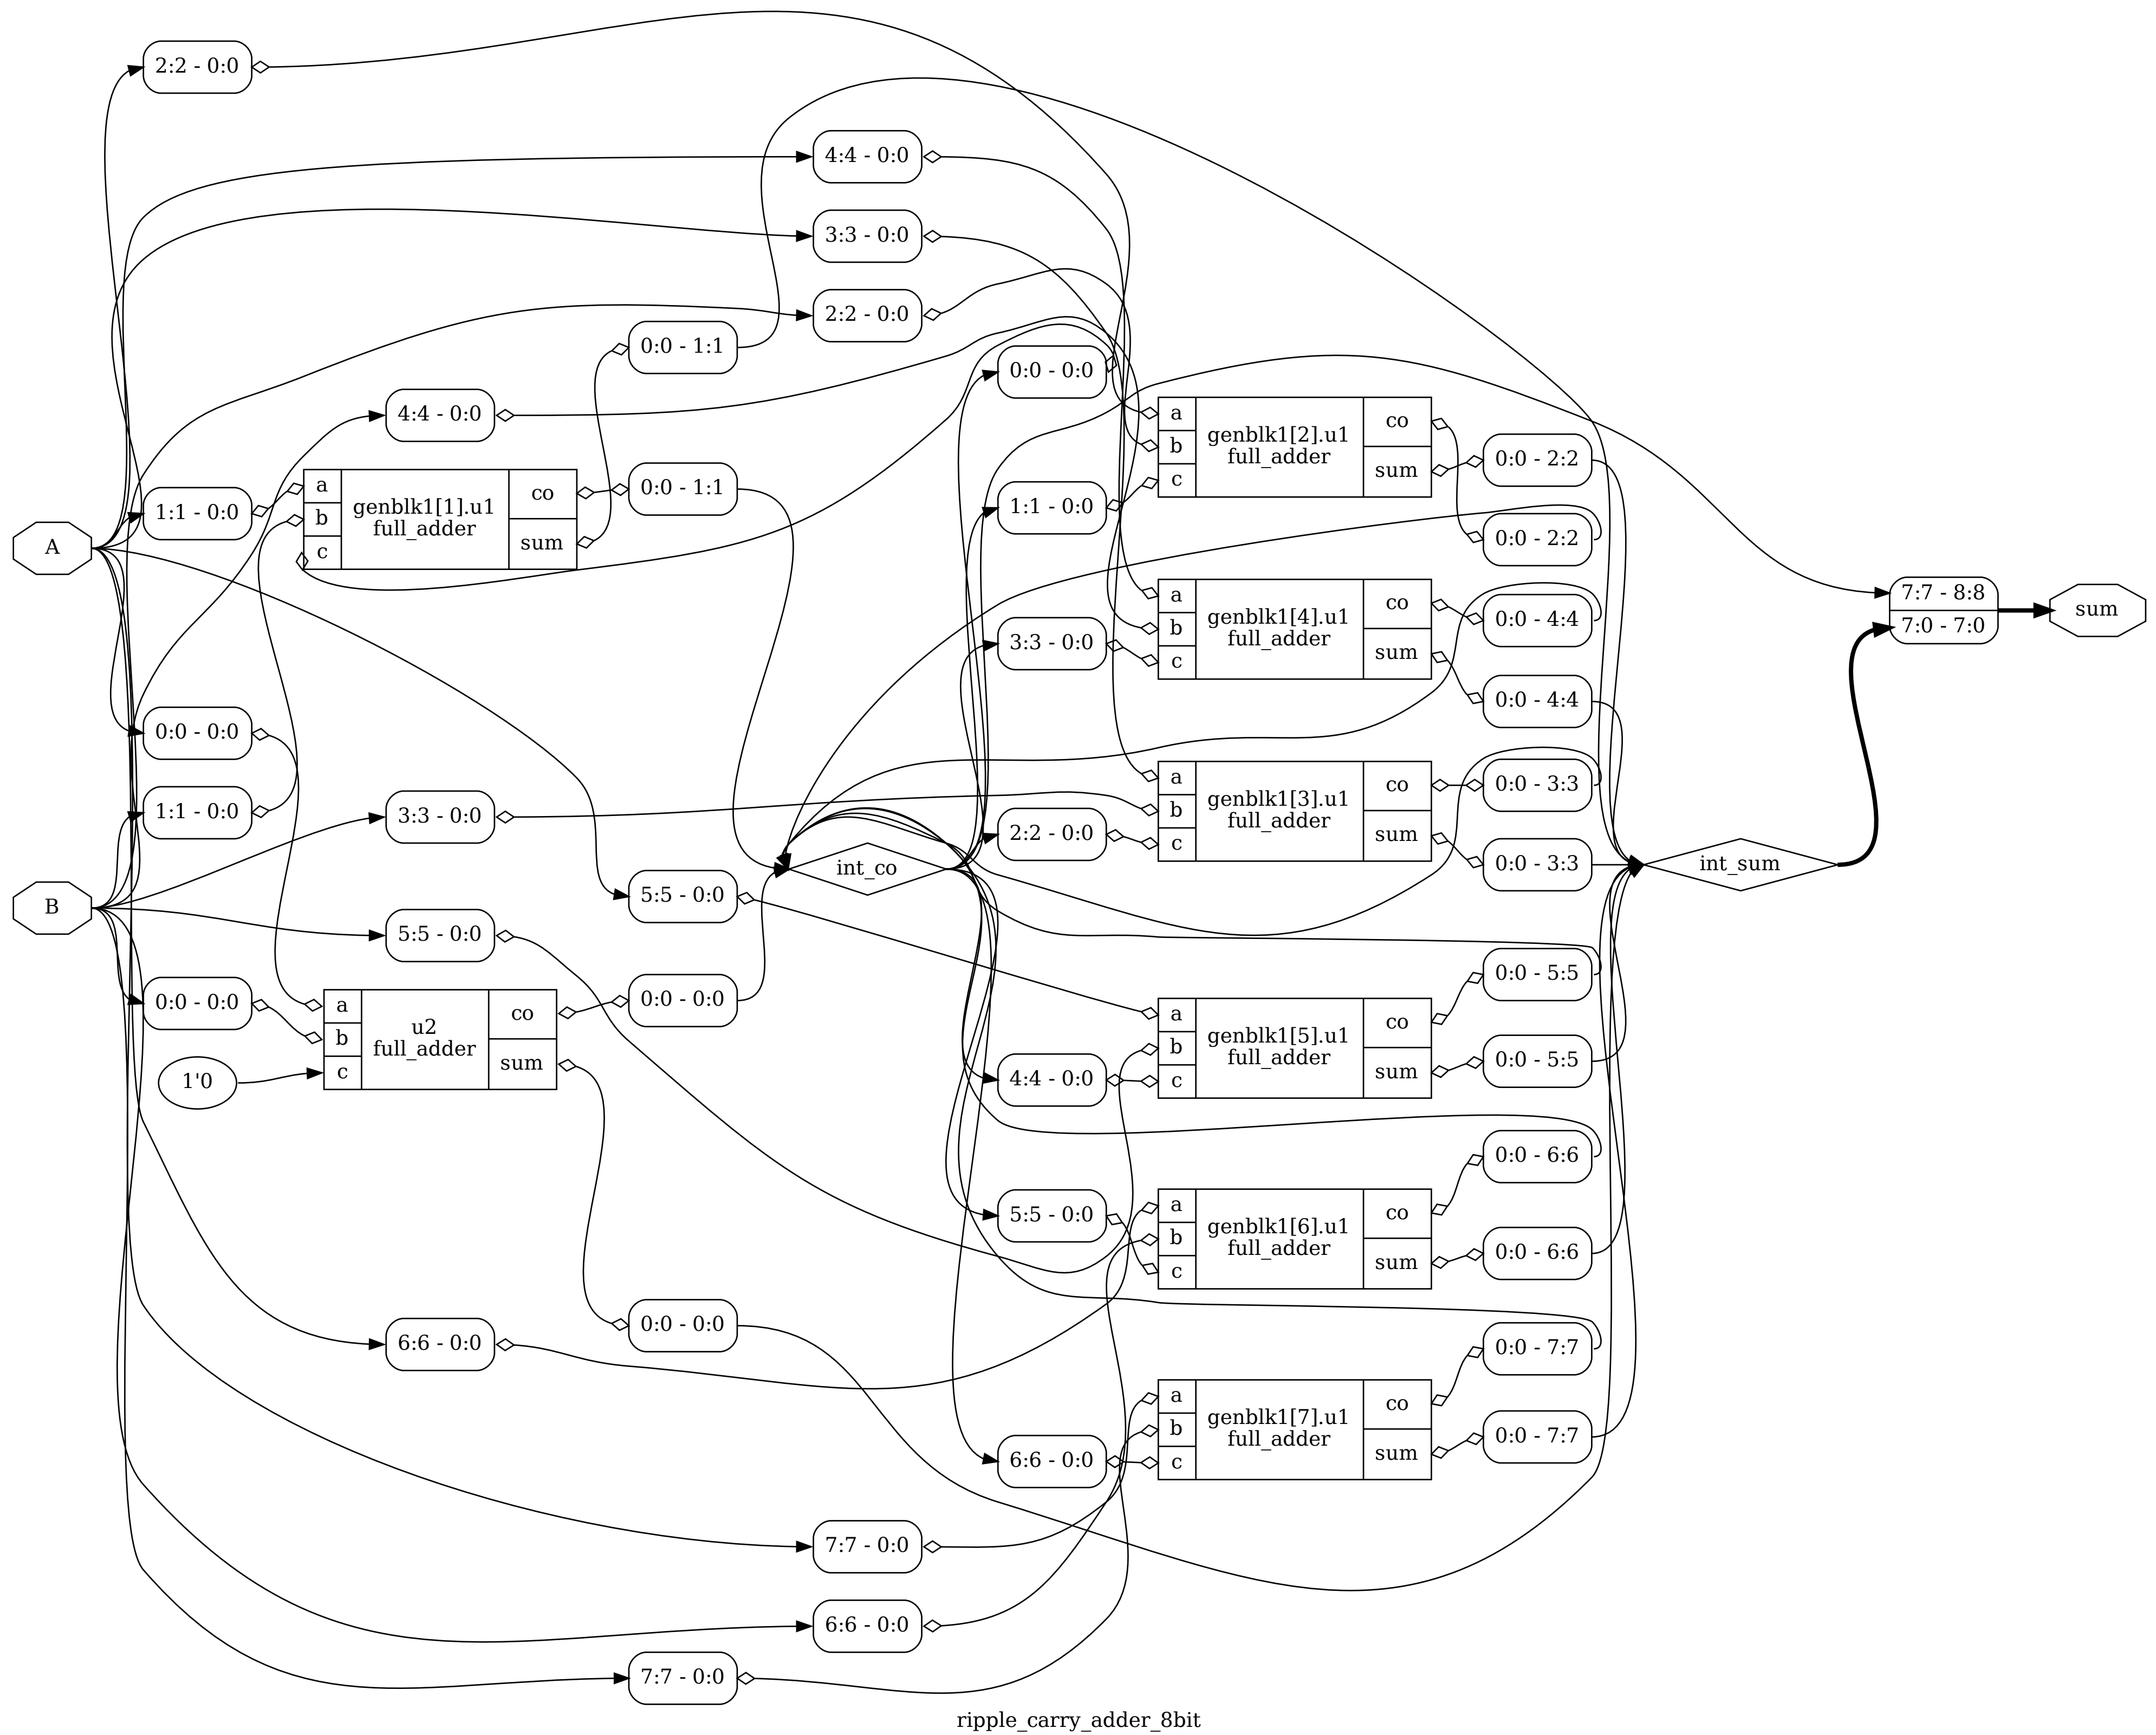 2:2 - 0:0
4:4 - 0:0
3:3 - 0:0
2:2 - 0:0
0:0 - 1:1
0:0 - 0:0
4:4 - 0:0
a
b
c
genblk1[2].u1
full_adder
co
sum
0:0 - 2:2
0:0 - 2:2
1:1 - 0:0
1:1 - 0:0
a
b
c
genblk1[1].u1
full_adder
co
sum
0:0 - 1:1
A
3:3 - 0:0
a
b
c
genblk1[4].u1
full_adder
co
sum
0:0 - 4:4
0:0 - 4:4
7:7 - 8:8
7:0 - 7:0
sum
0:0 - 0:0
1:1 - 0:0
3:3 - 0:0
2:2 - 0:0
a
b
c
genblk1[3].u1
full_adder
co
sum
0:0 - 3:3
0:0 - 3:3
int_co
int_sum
B
5:5 - 0:0
5:5 - 0:0
0:0 - 0:0
1'0
a
b
c
u2
full_adder
co
sum
0:0 - 0:0
4:4 - 0:0
a
b
c
genblk1[5].u1
full_adder
co
sum
0:0 - 5:5
0:0 - 5:5
5:5 - 0:0
a
b
c
genblk1[6].u1
full_adder
co
sum
0:0 - 6:6
0:0 - 6:6
6:6 - 0:0
0:0 - 0:0
6:6 - 0:0
a
b
c
genblk1[7].u1
full_adder
co
sum
0:0 - 7:7
0:0 - 7:7
7:7 - 0:0
6:6 - 0:0
7:7 - 0:0
ripple_carry_adder_8bit